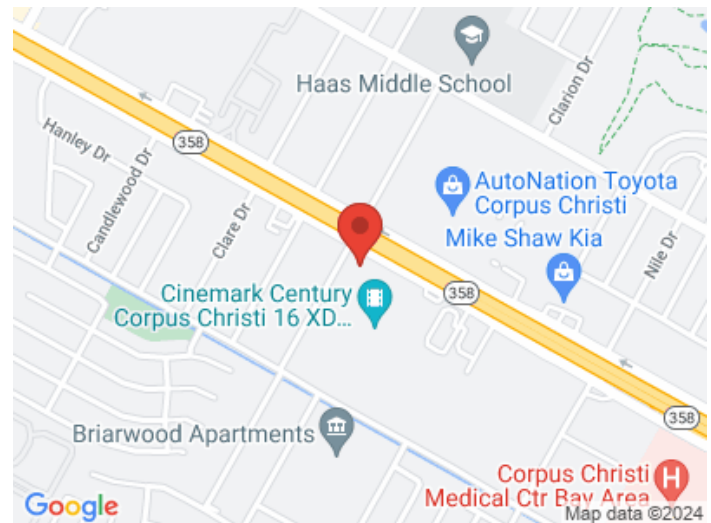 Haas Middle School
Clarion Dr
358
Hanley Dr
Candlewood Dr
Clare Dr
AutoNation Toyota
Corpus Christi
Mike Shaw Kia
Nile Dr
Cinemark Century
Corpus Christi 16 XD...
358
358
Briarwood Apartments
Corpus Christi
Medical Ctr Bay Area
H
Google
Map data ©2024